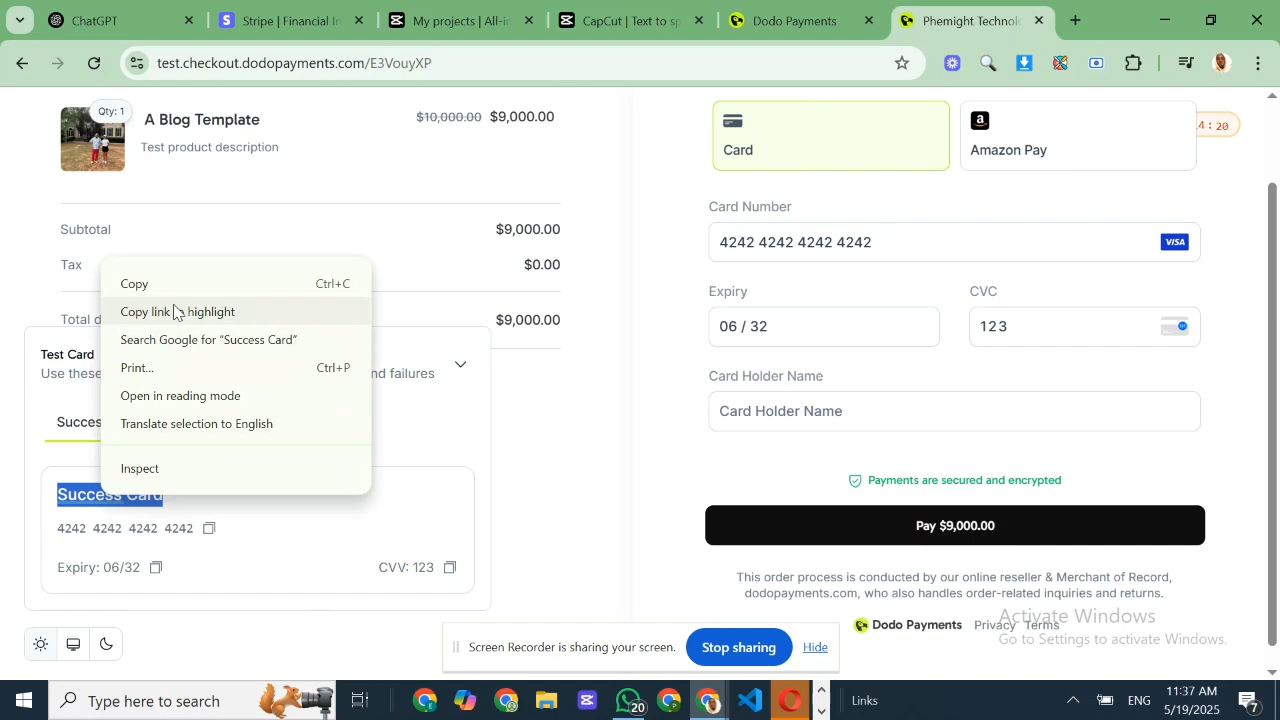 ChatGPT
Stripe | Financial In
My projects | All-in
CapCut | Text to sp
Dodo Payments
Phemight Technolo
test.checkout.dodopayments.com/E3VouyXP
Qty: 1
A Blog Template
$10,000.00 $9,000.00
Test product description
Subtotal
$9,000.00
Tax
$0.00
Total d
$9,000.00
Copy
Ctrl+C
Copy link highlight
Search Google for “Success Card”
Print...
Ctrl+P
Open in reading mode
Translate selection to English
Inspect
Test Card
Use these
nd failures
Succes
Success Card
4242 4242 4242 4242
Expiry: 06/32
CVV: 123
Card
Amazon Pay
4 : 20
Card Number
4242 4242 4242 4242
VISA
Expiry
CVC
06 / 32
123
Card Holder Name
Card Holder Name
Payments are secured and encrypted
Pay $9,000.00
This order process is conducted by our online reseller & Merchant of Record,
dodopayments.com, who also handles order-related inquiries and returns.
Dodo Payments Privacy Terms
Activate Windows
Go to Settings to activate Windows.
Screen Recorder is sharing your screen.
Stop sharing
Hide
Type here to search
20
Links
ENG
11:37 AM
5/19/2025
7